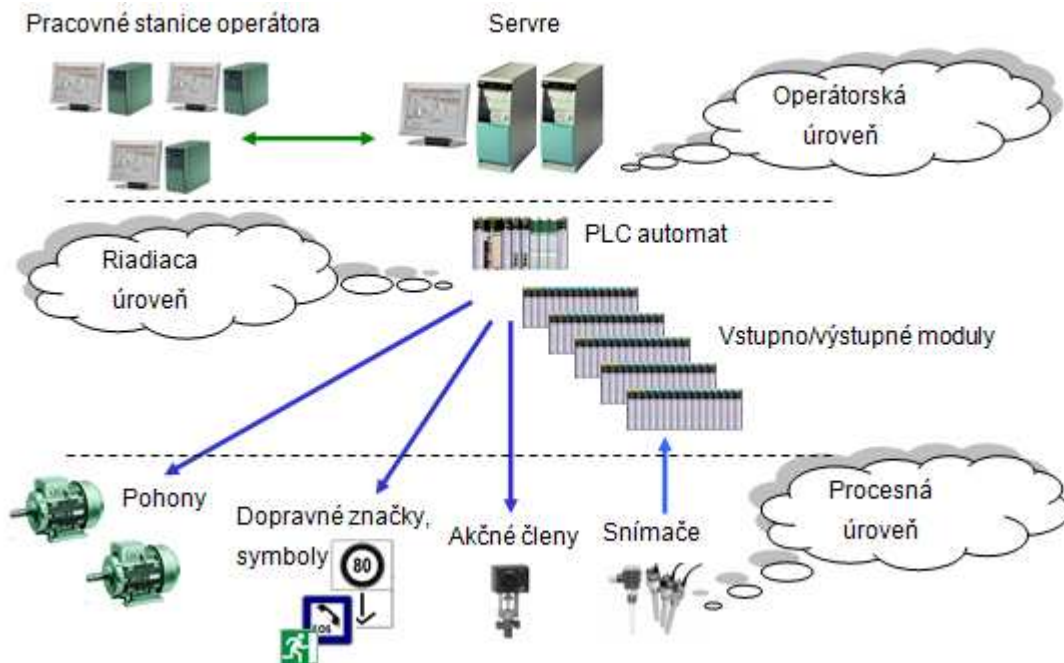 Pracovné stanice operátora
Servre
Operátorská
úroveň
PLC automat
Riadiaca
úroveň
Vstupno/výstupné moduly
Pohony
Dopravné značky,
symboly
Akčné členy
Snímače
Procesná
úroveň
80
SOS